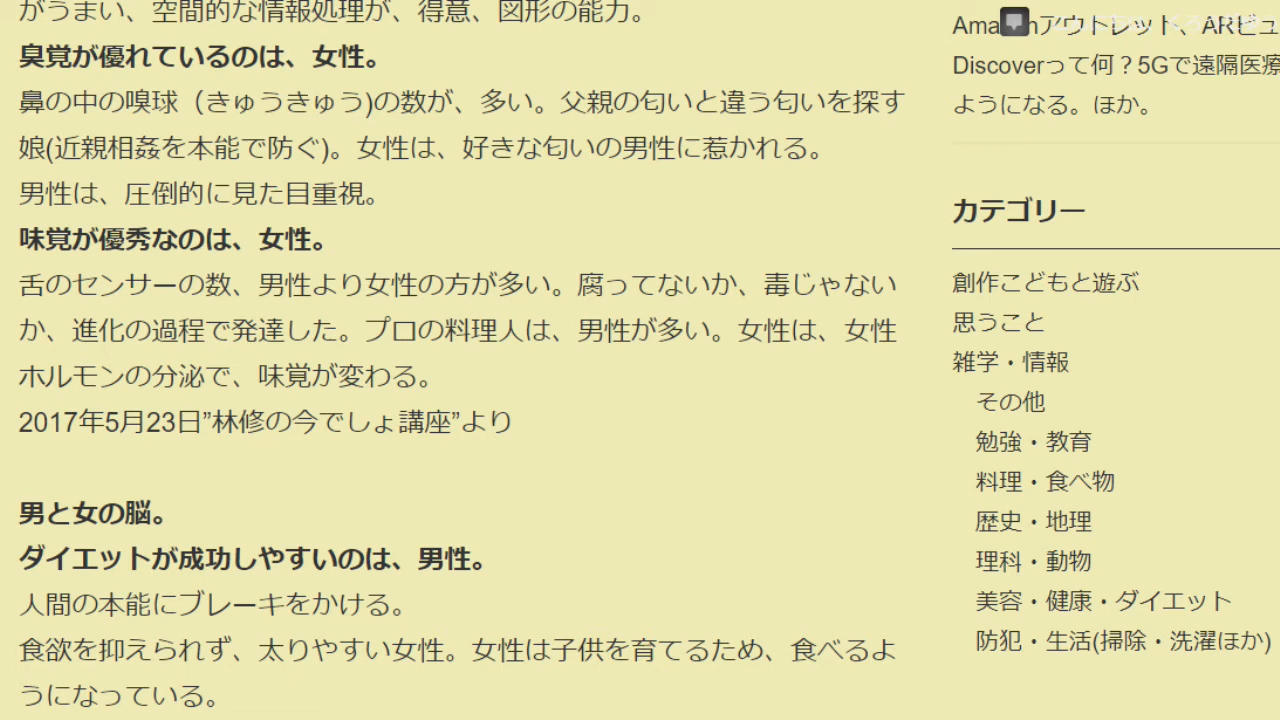 がうまい、空間的な情報処理が、得意、図形の能力。
臭覚が優れているのは、女性。
鼻の中の嗅球（きゅうきゅう)の数が、多い。父親の匂いと違う匂いを探す
娘(近親相姦を本能で防ぐ)。女性は、好きな匂いの男性に惹かれる。
男性は、圧倒的に見た目重視。
味覚が優秀なのは、女性。
舌のセンサーの数、男性より女性の方が多い。腐ってないか、毒じゃない
か、進化の過程で発達した。プロの料理人は、男性が多い。女性は、女性
ホルモンの分泌で、味覚が変わる。
2017年5月23日”林修の今でしょ講座”より
男と女の脳。
ダイエットが成功しやすいのは、男性。
人間の本能にブレーキをかける。
食欲を抑えられず、太りやすい女性。女性は子供を育てるため、食べるよ
うになっている。
アウトレット、ARビュ
Discoverって何？5Gで遠隔医療
ようになる。ほか。
カテゴリー
創作こどもと遊ぶ
思うこと
雑学・情報
その他
勉強・教育
料理・食べ物
歴史・地理
理科・動物
美容・健康・ダイエット
防犯・生活(掃除・洗濯ほか)